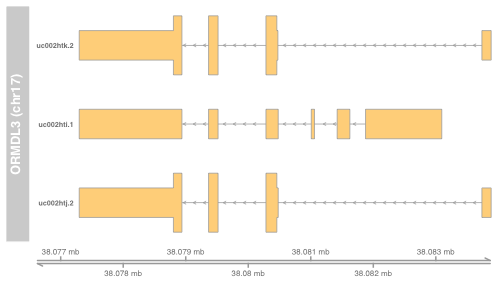 ORMDL3 (chr17)
uc002htk.2
uc002hti.1
uc002htj.2
38.077 mb
38.079 mb
38.081 mb
38.083 mb
38.078 mb
38.08 mb
38.082 mb